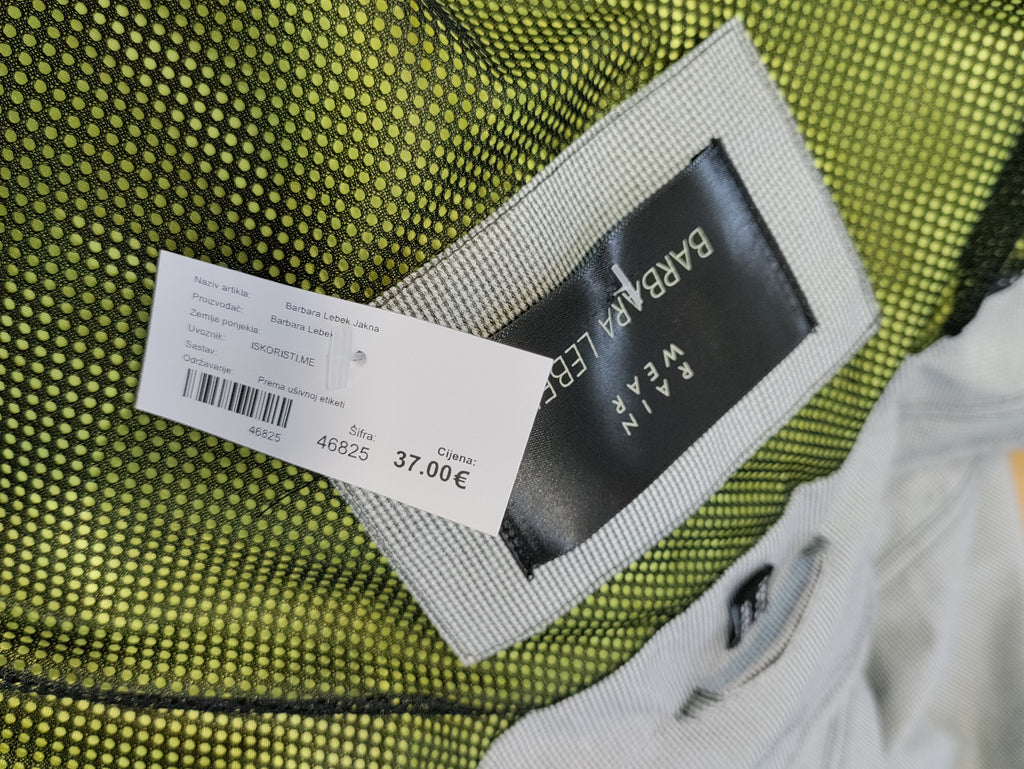 Naziv artikla: Barbara Lebek Jakna
Proizvođač: Barbara Lebek
Zemlja porijekla:
Uvoznik: ISKORISTI.ME
Sastav:
Održavanje: Prema ušivnoj etiketi
46825
Šifra:
46825
Cijena:
37.00€
BARBARA LEBE
RAIN
WEAR